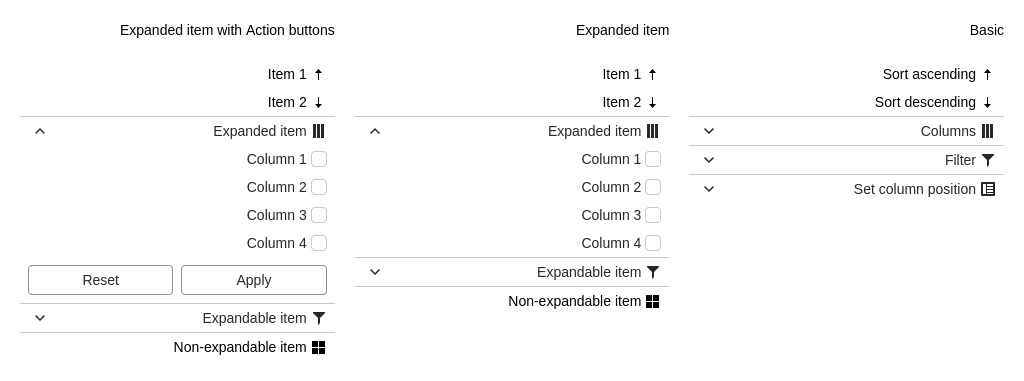 Expanded item with Action buttons
Item 1
Item 2
Expanded item
Column 1
Column 2
Column 3
Column 4
Reset
Apply
Expandable item
Non-expandable item
Expanded item
Item 1
Item 2
Expanded item
Column 1
Column 2
Column 3
Column 4
Expandable item
Non-expandable item
Basic
Sort ascending
Sort descending
Columns
Filter
Set column position